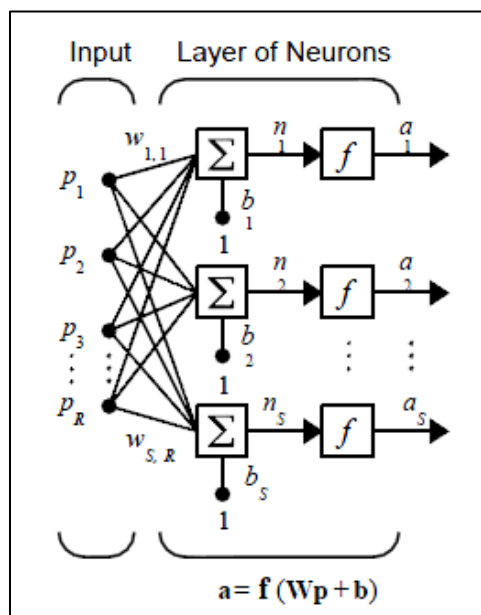 Input Layer of Neurons
w1,1 n1 a1
Σ f
p1
b1
1
p2 n2 a2
Σ f
p3
b2
⋮ ⋮ 1 ⋮ ⋮
pR nS aS
Σ f
wS, R
bS
1
a= f (Wp + b)